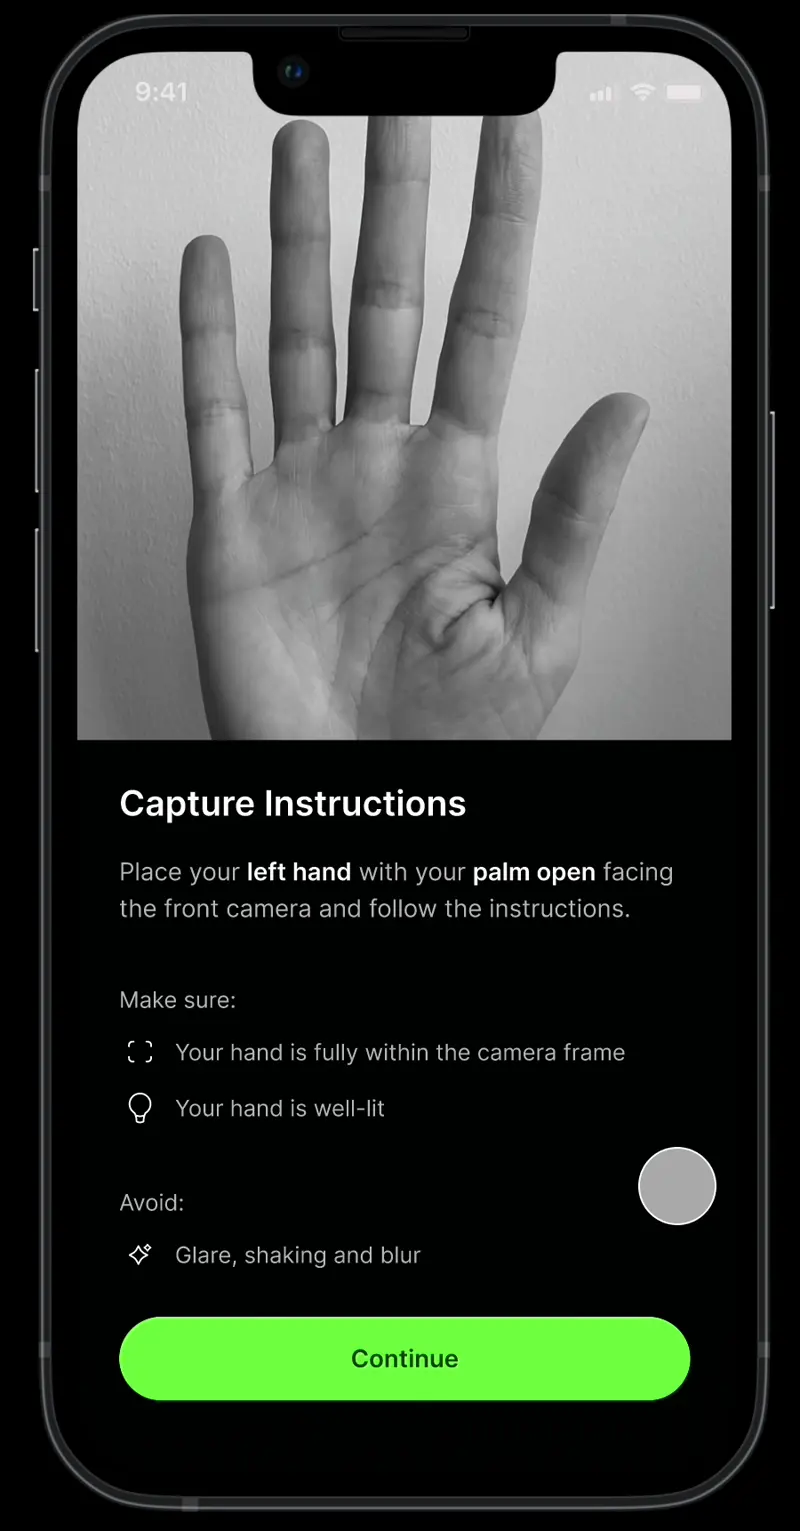 9:41
Capture Instructions
Place your left hand with your palm open facing
the front camera and follow the instructions.
Make sure:
Your hand is fully within the camera frame
Your hand is well-lit
Avoid:
Glare, shaking and blur
Continue